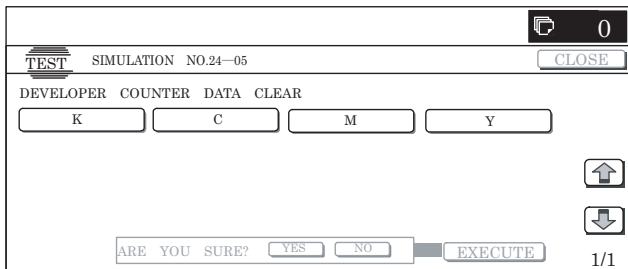 0
TEST SIMULATION NO.24—05 CLOSE
DEVELOPER COUNTER DATA CLEAR
K C M Y
ARE YOU SURE? YES NO EXECUTE
1/1